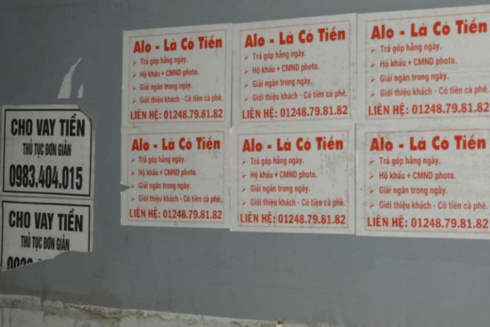 Alo - Là Có Tiền
Trả góp hằng ngày.
Hộ khẩu + CMND photo.
Giải ngân trong ngày.
Giới thiệu khách - Có tiền cà phê.
LIÊN HỆ: 01248.79.81.82
Alo - Là Có Tiền
Trả góp hằng ngày.
Hộ khẩu + CMND photo.
Giải ngân trong ngày.
Giới thiệu khách - Có tiền cà phê.
LIÊN HỆ: 01248.79.81.82
Alo - Là Có Tiền
Trả góp hằng ngày.
Hộ khẩu + CMND photo.
Giải ngân trong ngày.
Giới thiệu khách - Có tiền cà phê.
LIÊN HỆ: 01248.79.81.82
CHO VAY TIỀN
THỦ TỤC ĐƠN GIẢN
0983.404.015
Alo - Là Có Tiền
Trả góp hằng ngày.
Hộ khẩu + CMND photo.
Giải ngân trong ngày.
Giới thiệu khách - Có tiền cà phê.
LIÊN HỆ: 01248.79.81.82
Alo - Là Có Tiền
Trả góp hằng ngày.
Hộ khẩu + CMND photo.
Giải ngân trong ngày.
Giới thiệu khách - Có tiền cà phê.
LIÊN HỆ: 01248.79.81.82
Alo - Là Có Tiền
Trả góp hằng ngày.
Hộ khẩu + CMND photo.
Giải ngân trong ngày.
Giới thiệu khách - Có tiền cà phê.
LIÊN HỆ: 01248.79.81.82
CHO VAY TIỀN
THỦ TỤC ĐƠN GIẢN